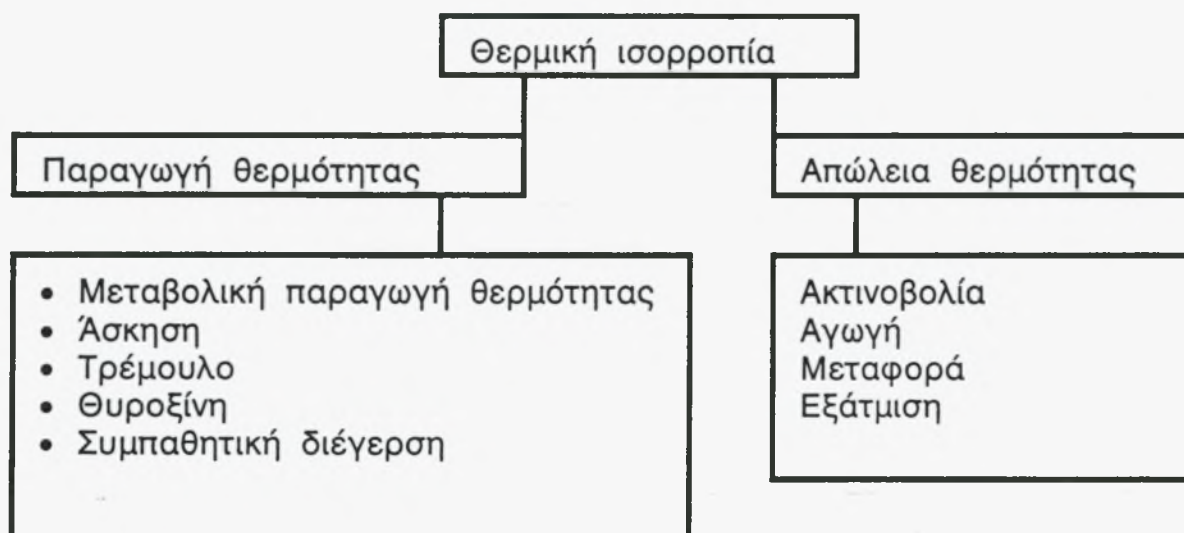 Θερμική ισορροπία
Παραγωγή θερμότητας
Απώλεια θερμότητας
• Μεταβολική παραγωγή θερμότητας
• Άσκηση
• Τρέμουλο
• Θυροξίνη
• Συμπαθητική διέγερση
Ακτινοβολία
Αγωγή
Μεταφορά
Εξάτμιση